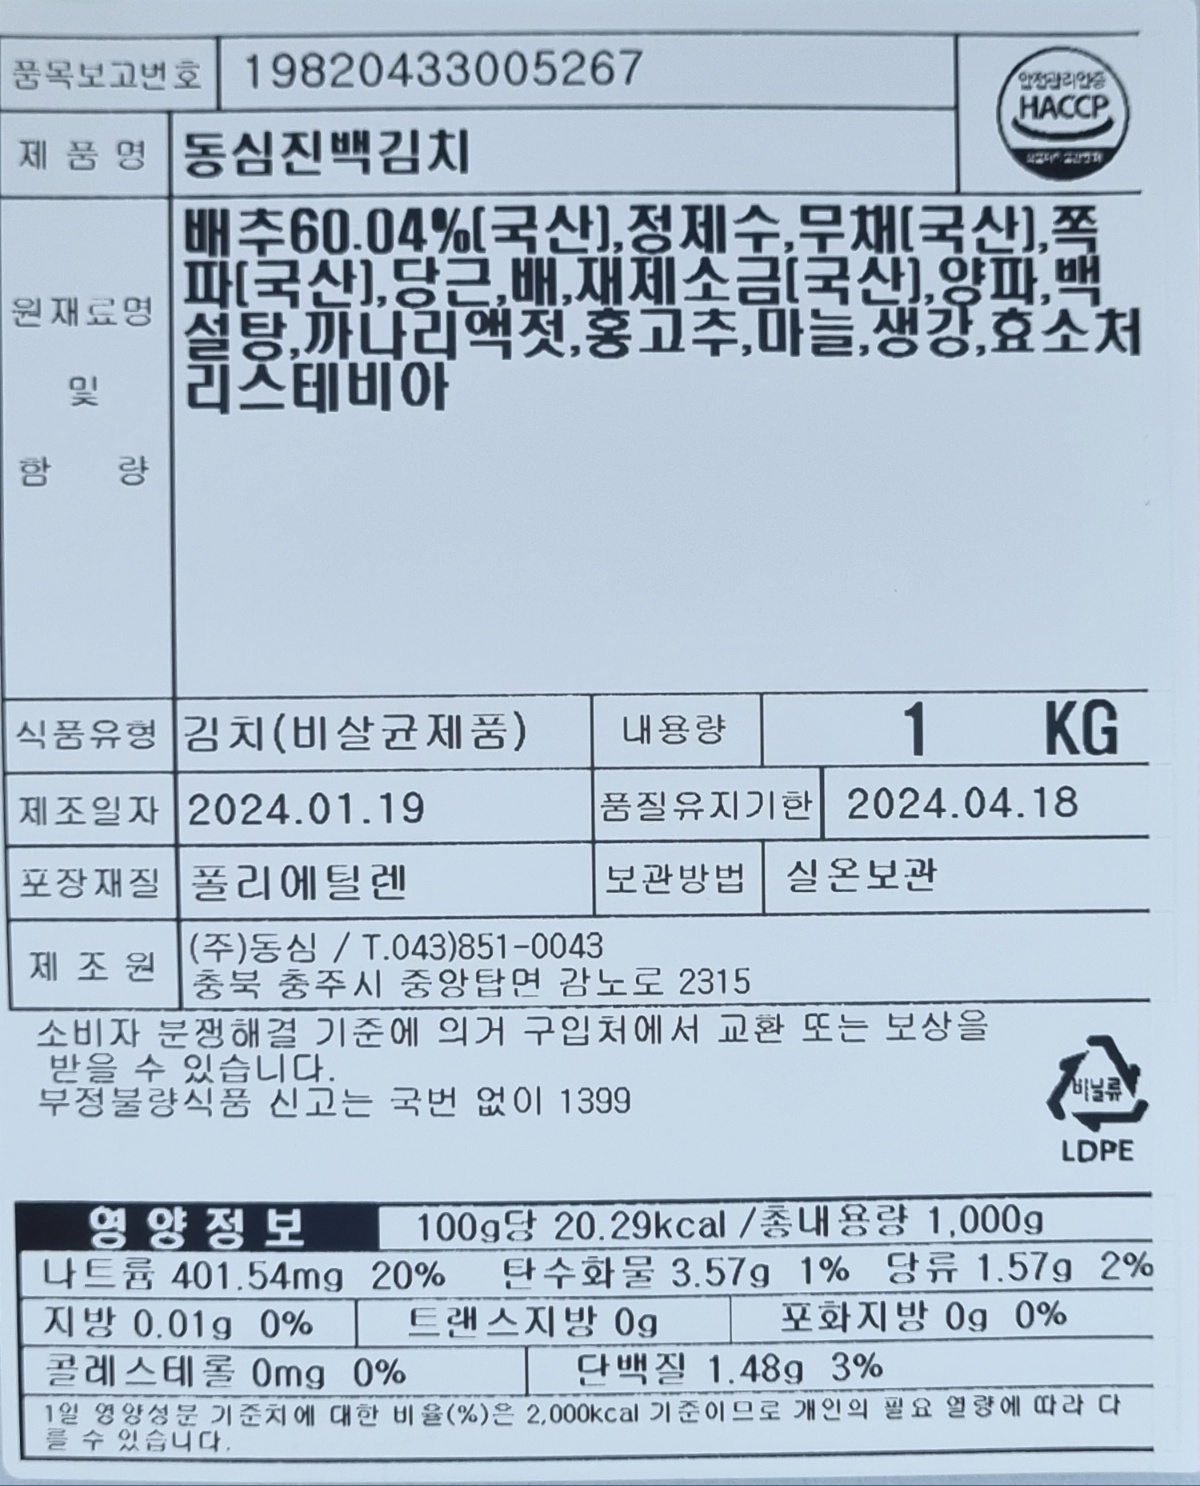 품목보고번호 19820433005267
안전관리인증
HACCP
제 품 명 동심진백김치
원재료명 및 함 량
배추60.04%[국산],정제수,무채[국산],쪽
파[국산],당근,배,재제소금[국산],양파,백
설탕,까나리액젓,홍고추,마늘,생강,효소처
리스테비아
식품유형 김치(비살균제품) 내용량 1 KG
제조일자 2024.01.19 품질유지기한 2024.04.18
포장재질 폴리에틸렌 보관방법 실온보관
제 조 원 (주)동심 / T.043)851-0043
충북 충주시 중앙탑면 감노로 2315
소비자 분쟁해결 기준에 의거 구입처에서 교환 또는 보상을
받을 수 있습니다.
부정불량식품 신고는 국번 없이 1399
비닐류
LDPE
영양정보 100g당 20.29kcal /총내용량 1,000g
나트륨 401.54mg 20% 탄수화물 3.57g 1% 당류 1.57g 2%
지방 0.01g 0% 트랜스지방 0g 포화지방 0g 0%
콜레스테롤 0mg 0% 단백질 1.48g 3%
1일 영양성분 기준치에 대한 비율(%)은 2,000kcal 기준이므로 개인의 필요 열량에 따라 다
를 수 있습니다.